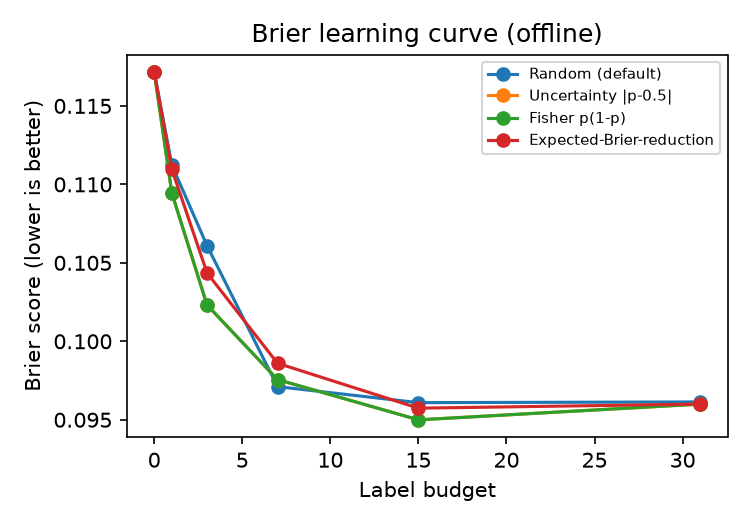 Brier learning curve (offline)
Random (default)
Uncertainty |p-0.5|
Fisher p(1-p)
Expected-Brier-reduction
Brier score (lower is better)
0.115
0.110
0.105
0.100
0.095
0 5 10 15 20 25 30
Label budget